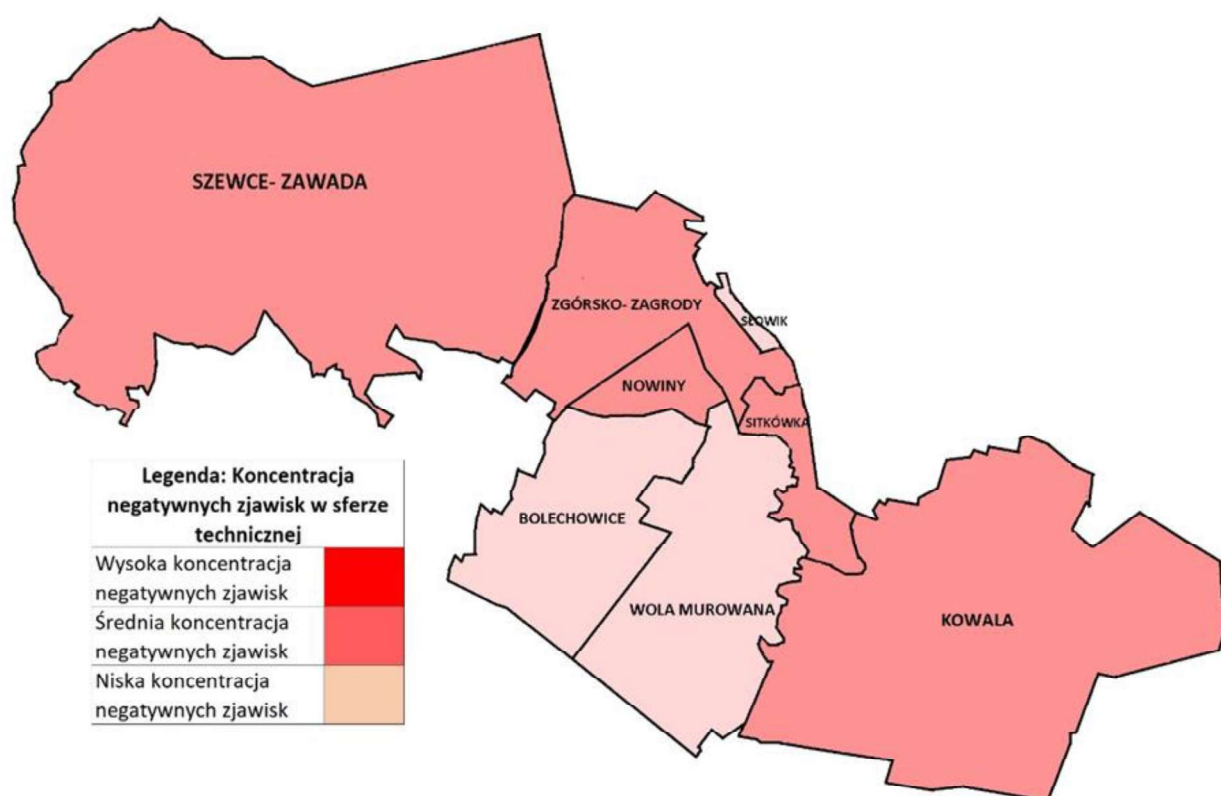 SZEWCE- ZAWADA
ZGÓRSKO- ZAGRODY
SŁOWIK
NOWINY
SITKÓWKA
BOLECHOWICE
WOLA MUROWANA
KOWALA
Legenda: Koncentracja
negatywnych zjawisk w sferze
technicznej
Wysoka koncentracja
negatywnych zjawisk
Średnia koncentracja
negatywnych zjawisk
Niska koncentracja
negatywnych zjawisk